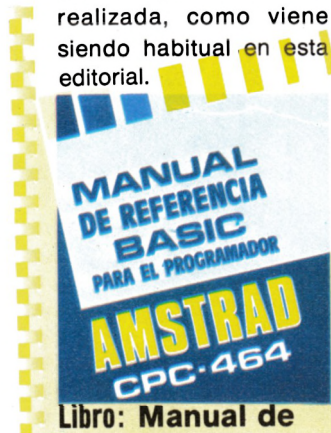 realizada, como viene
siendo habitual en esta
editorial.
MANUAL
DE REFERENCIA
BASIC
PARA EL PROGRAMADOR
AMSTRAD
CPC-464
Libro: Manual de